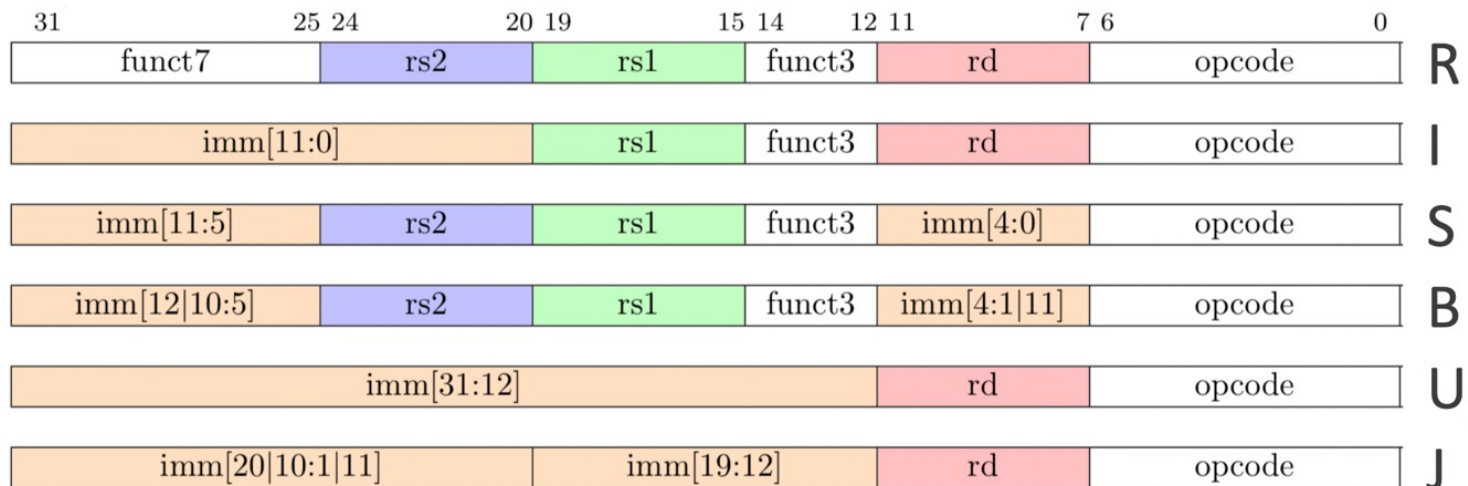 31 25 24 20 19 15 14 12 11 7 6 0
funct7 rs2 rs1 funct3 rd opcode R
imm[11:0] rs1 funct3 rd opcode I
imm[11:5] rs2 rs1 funct3 imm[4:0] opcode S
imm[12|10:5] rs2 rs1 funct3 imm[4:1|11] opcode B
imm[31:12] rd opcode U
imm[20|10:1|11] imm[19:12] rd opcode J